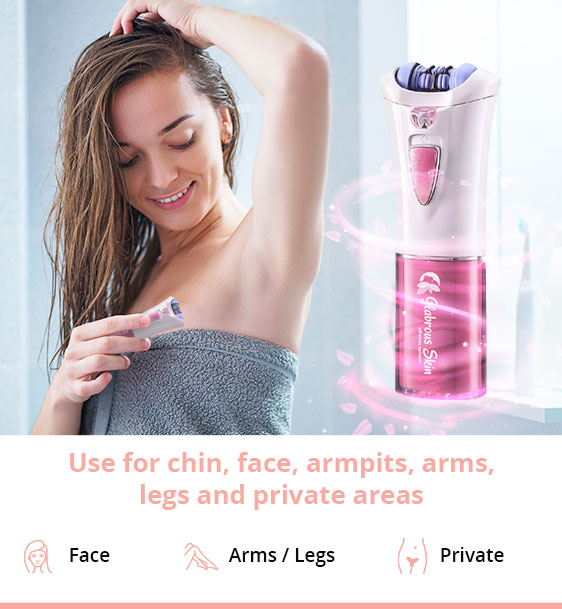 Glabrous Skin
Use for chin, face, armpits, arms,
legs and private areas
Face
Arms / Legs
Private